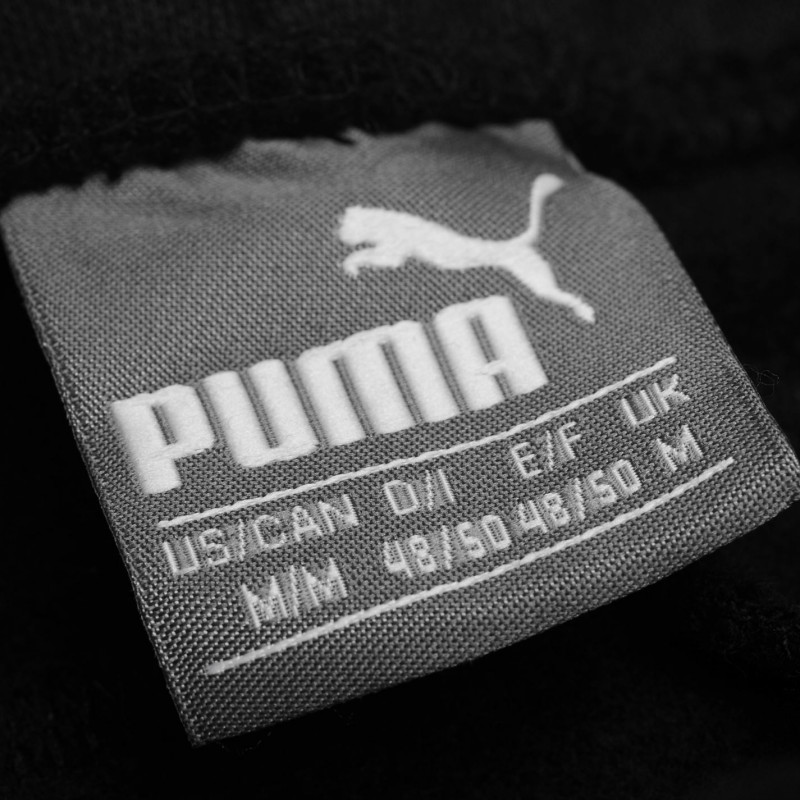 PUMA
US/CAN D/I E/F UK
M/M 48/50 48/50 M